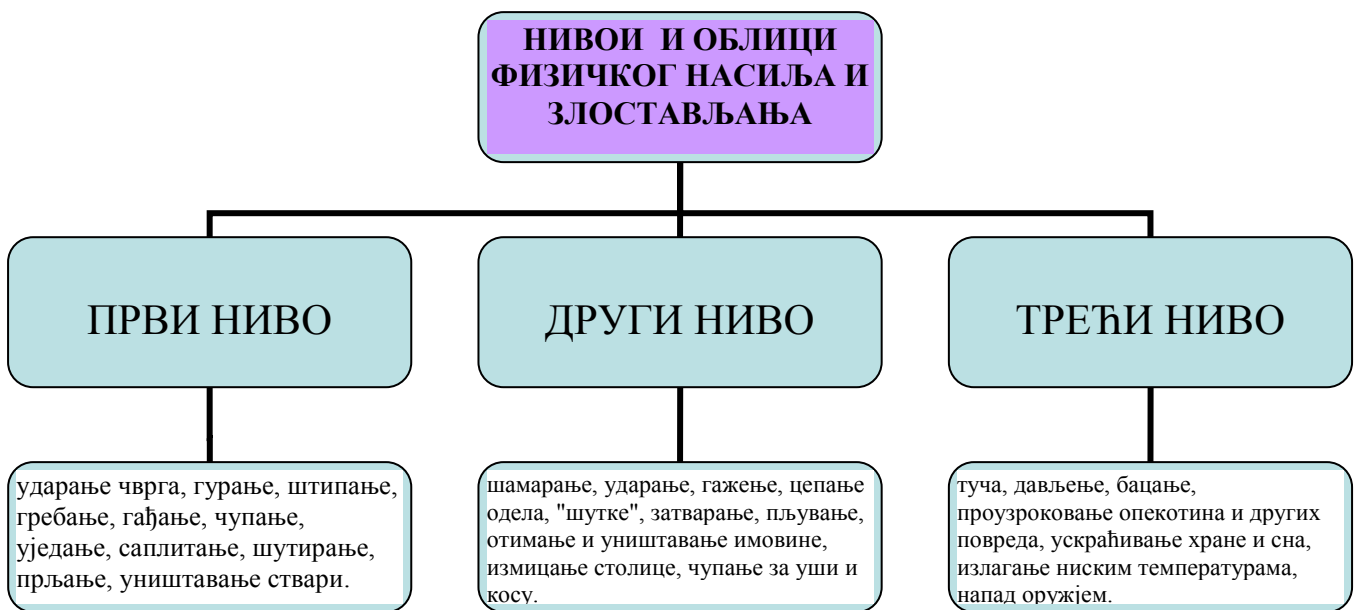 НИВОИ И ОБЛИЦИ
ФИЗИЧКОГ НАСИЉА И
ЗЛОСТАВЉАЊА
ПРВИ НИВО
ДРУГИ НИВО
ТРЕЋИ НИВО
ударање чврга, гурање, штипање,
гребање, гађање, чупање,
уједање, саплитање, шутирање,
прљање, уништавање ствари.
шамарање, ударање, гажење, цепање
одела, "шутке", затварање, пљување,
отимање и уништавање имовине,
измицање столице, чупање за уши и
косу.
туча, дављење, бацање,
проузроковање опекотина и других
повреда, ускраћивање хране и сна,
излагање ниским температурама,
напад оружјем.